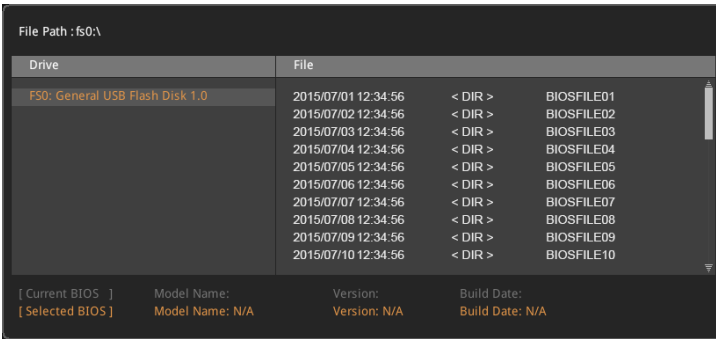 File Path : fs0:\
Drive File
FS0: General USB Flash Disk 1.0
2015/07/01 12:34:56 < DIR > BIOSFILE01
2015/07/02 12:34:56 < DIR > BIOSFILE02
2015/07/03 12:34:56 < DIR > BIOSFILE03
2015/07/04 12:34:56 < DIR > BIOSFILE04
2015/07/05 12:34:56 < DIR > BIOSFILE05
2015/07/06 12:34:56 < DIR > BIOSFILE06
2015/07/07 12:34:56 < DIR > BIOSFILE07
2015/07/08 12:34:56 < DIR > BIOSFILE08
2015/07/09 12:34:56 < DIR > BIOSFILE09
2015/07/10 12:34:56 < DIR > BIOSFILE10
[ Current BIOS ] Model Name: Version: Build Date:
[ Selected BIOS ] Model Name: N/A Version: N/A Build Date: N/A